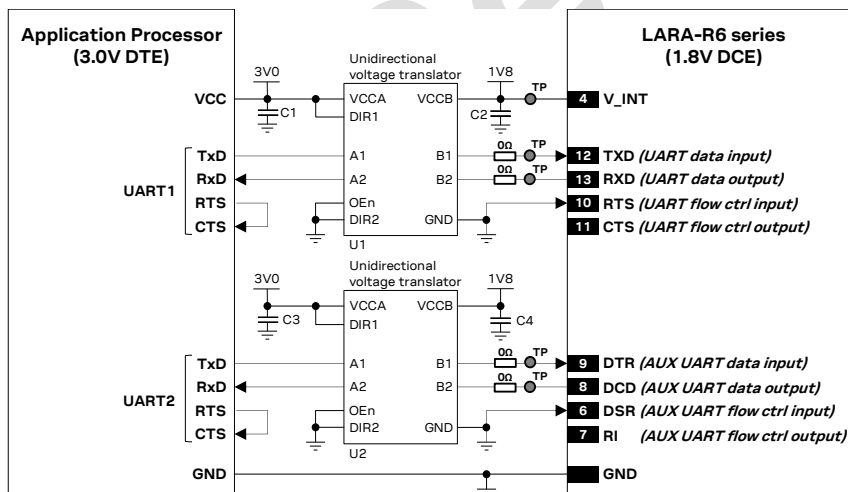 Application Processor
(3.0V DTE)
LARA-R6 series
(1.8V DCE)
Unidirectional
voltage translator
3V0
1V8
VCC
C1
VCCA
VCCB
C2
TP
4 V_INT
DIR1
0Ω
TP
TxD
A1
B1
12 TXD (UART data input)
0Ω
TP
UART1
RxD
A2
B2
13 RXD (UART data output)
RTS
OEn
10 RTS (UART flow ctrl input)
CTS
DIR2
GND
11 CTS (UART flow ctrl output)
U1
Unidirectional
voltage translator
3V0
1V8
C3
VCCA
VCCB
C4
DIR1
0Ω
TP
TxD
A1
B1
9 DTR (AUX UART data input)
0Ω
TP
UART2
RxD
A2
B2
8 DCD (AUX UART data output)
RTS
OEn
6 DSR (AUX UART flow ctrl input)
CTS
DIR2
GND
7 RI (AUX UART flow ctrl output)
U2
GND
GND